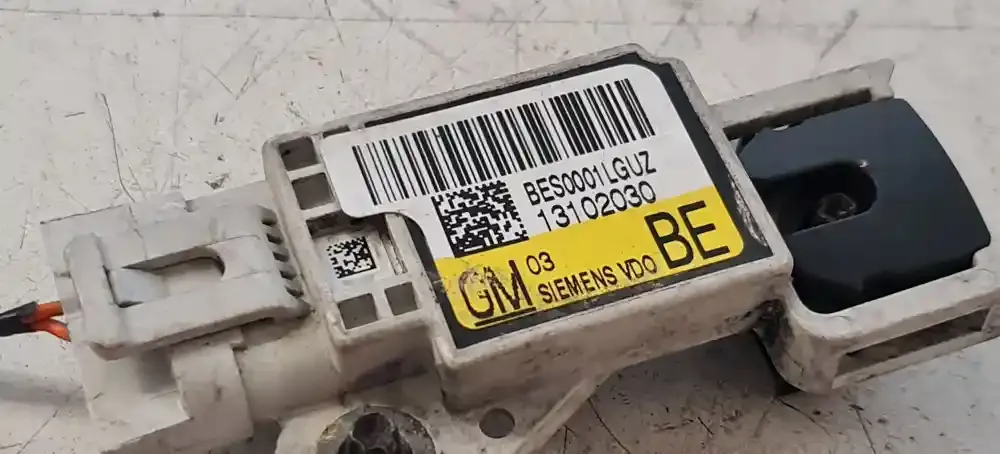 BES0001LGUZ
13102030
GM 03 BE
SIEMENS VDO